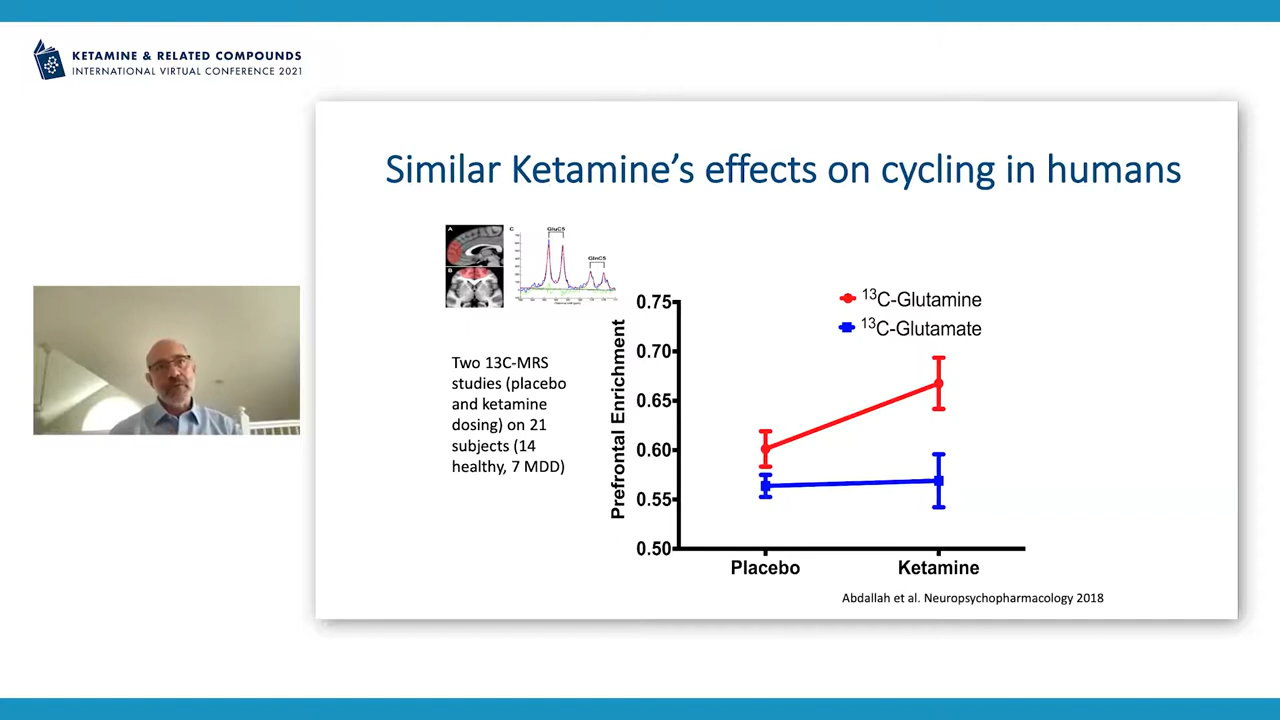 KETAMINE & RELATED COMPOUNDS
INTERNATIONAL VIRTUAL CONFERENCE 2021
Similar Ketamine's effects on cycling in humans
A
B
C
GluC5
GlnC5
Two 13C-MRS
studies (placebo
and ketamine
dosing) on 21
subjects (14
healthy, 7 MDD)
Prefrontal Enrichment
0.75
0.70
0.65
0.60
0.55
0.50
¹³C-Glutamine
¹³C-Glutamate
Placebo
Ketamine
Abdallah et al. Neuropsychopharmacology 2018